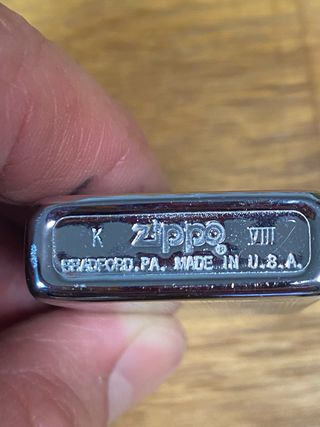 K Zippo ® VIII
BRADFORD, PA. MADE IN U.S.A.